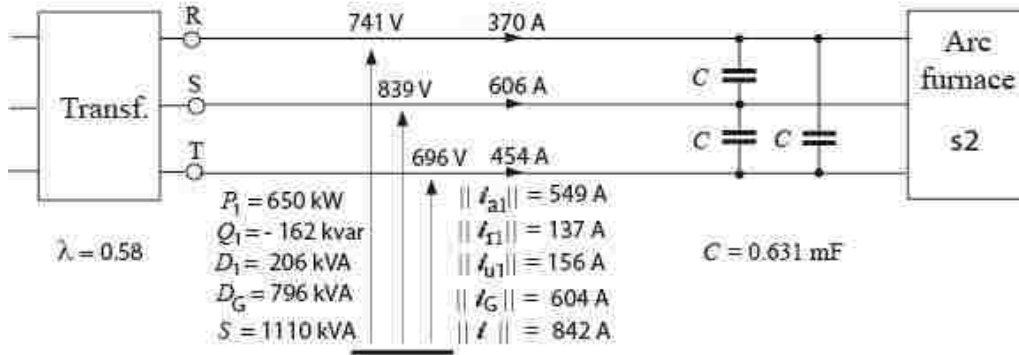 R
741 V
370 A
Arc
furnace
s2
S
839 V
606 A
C
Transf.
T
696 V
454 A
C
C
P1 = 650 kW
Q1 = - 162 kvar
D1 = 206 kVA
DG = 796 kVA
S = 1110 kVA
|| ia1 || = 549 A
|| ir1 || = 137 A
|| iu1 || = 156 A
|| iG || = 604 A
|| i || = 842 A
λ = 0.58
C = 0.631 mF